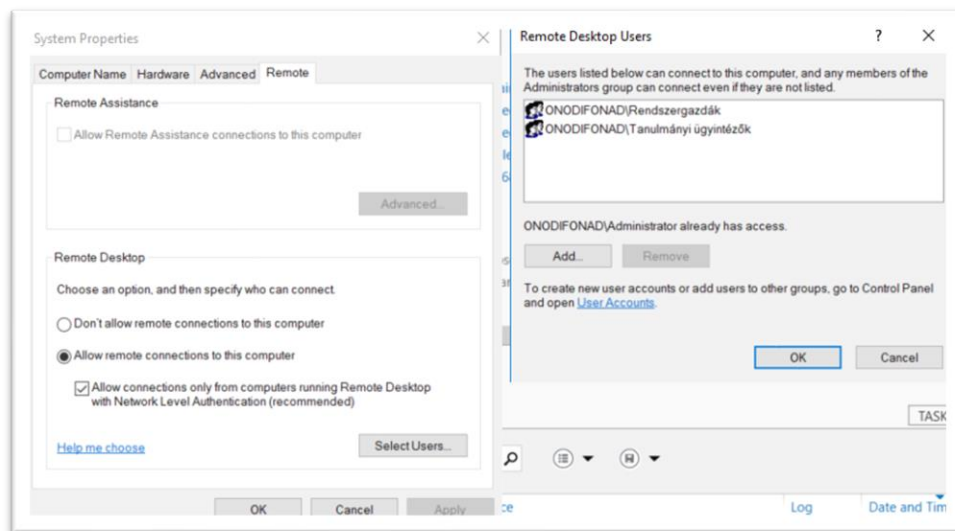 System Properties
Computer Name
Hardware
Advanced
Remote
Remote Assistance
Allow Remote Assistance connections to this computer
Advanced...
Remote Desktop
Choose an option, and then specify who can connect.
Don't allow remote connections to this computer
Allow remote connections to this computer
Allow connections only from computers running Remote Desktop
with Network Level Authentication (recommended)
Help me choose
Select Users...
OK
Cancel
Apply
Remote Desktop Users
?
The users listed below can connect to this computer, and any members of the
Administrators group can connect even if they are not listed.
ONODIFONAD\Rendszergazdák
ONODIFONAD\Tanulmányi ügyintézők
ONODIFONAD\Administrator already has access.
Add...
Remove
To create new user accounts or add users to other groups, go to Control Panel
and open User Accounts.
OK
Cancel
TASK
Log
Date and Tim